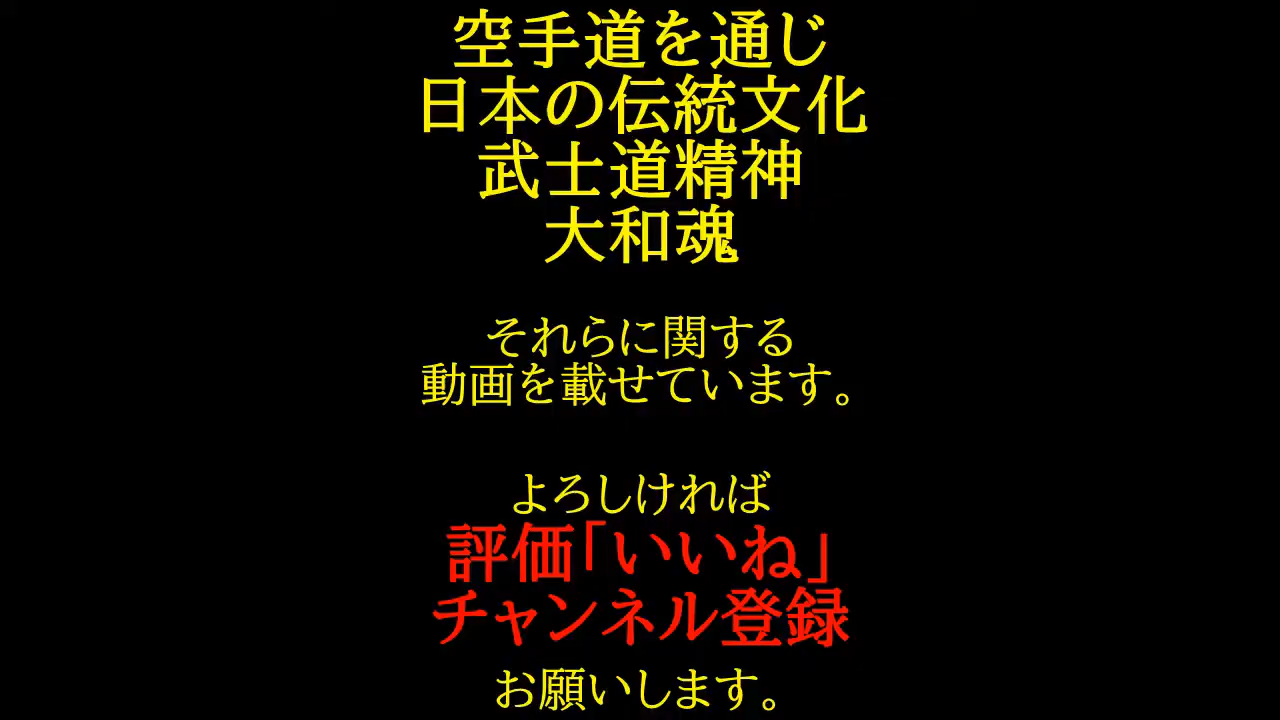 空手道を通じ
日本の伝統文化
武士道精神
大和魂
それらに関する
動画を載せています。
よろしければ
評価「いいね」
チャンネル登録
お願いします。